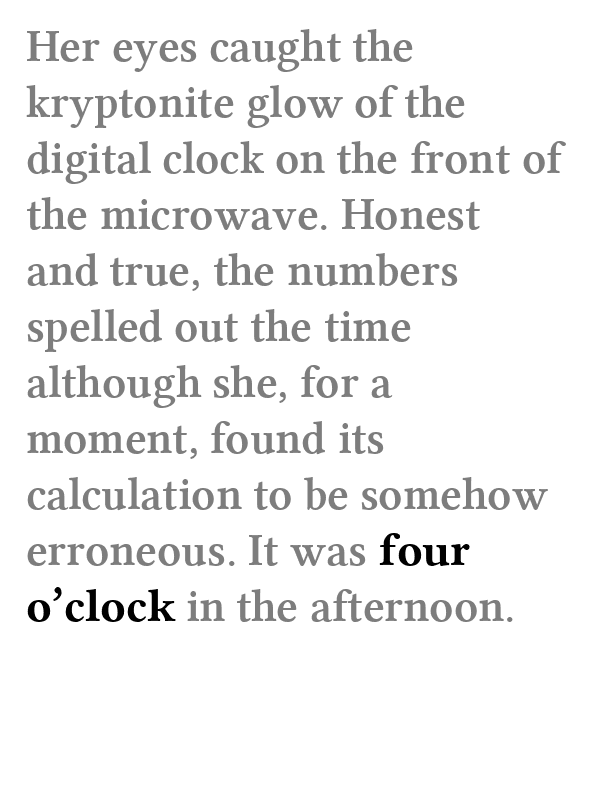 Her eyes caught the
kryptonite glow of the
digital clock on the front of
the microwave. Honest
and true, the numbers
spelled out the time
although she, for a
moment, found its
calculation to be somehow
erroneous. It was four
o’clock in the afternoon.